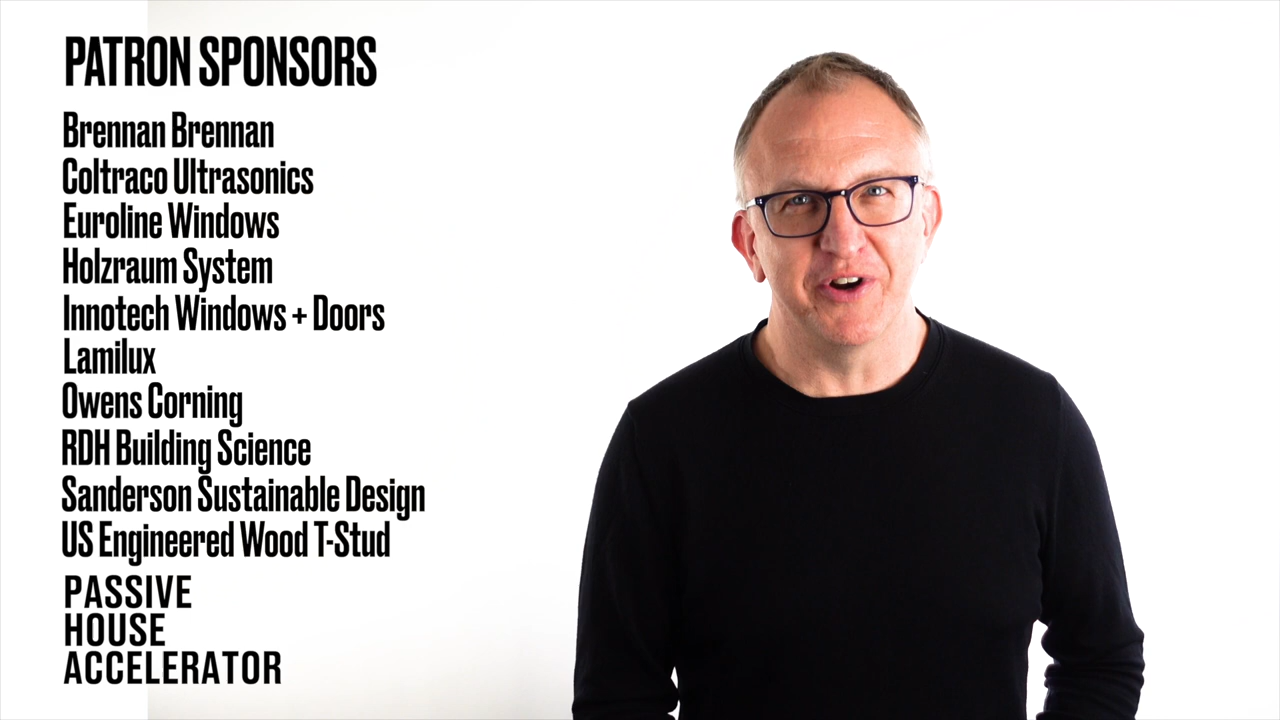 PATRON SPONSORS
Brennan Brennan
Coltraco Ultrasonics
Euroline Windows
Holzraum System
Innotech Windows + Doors
Lamilux
Owens Corning
RDH Building Science
Sanderson Sustainable Design
US Engineered Wood T-Stud
PASSIVE
HOUSE
ACCELERATOR